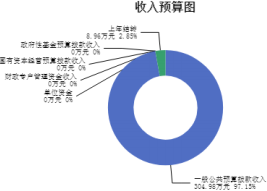 收入预算图
上年结转
8.96万元 2.85%
政府性基金预算拨款收入
0万元 0%
国有资本经营预算拨款收入
0万元 0%
财政专户管理资金收入
0万元 0%
单位资金
0万元 0%
一般公共预算拨款收入
304.98万元 97.15%